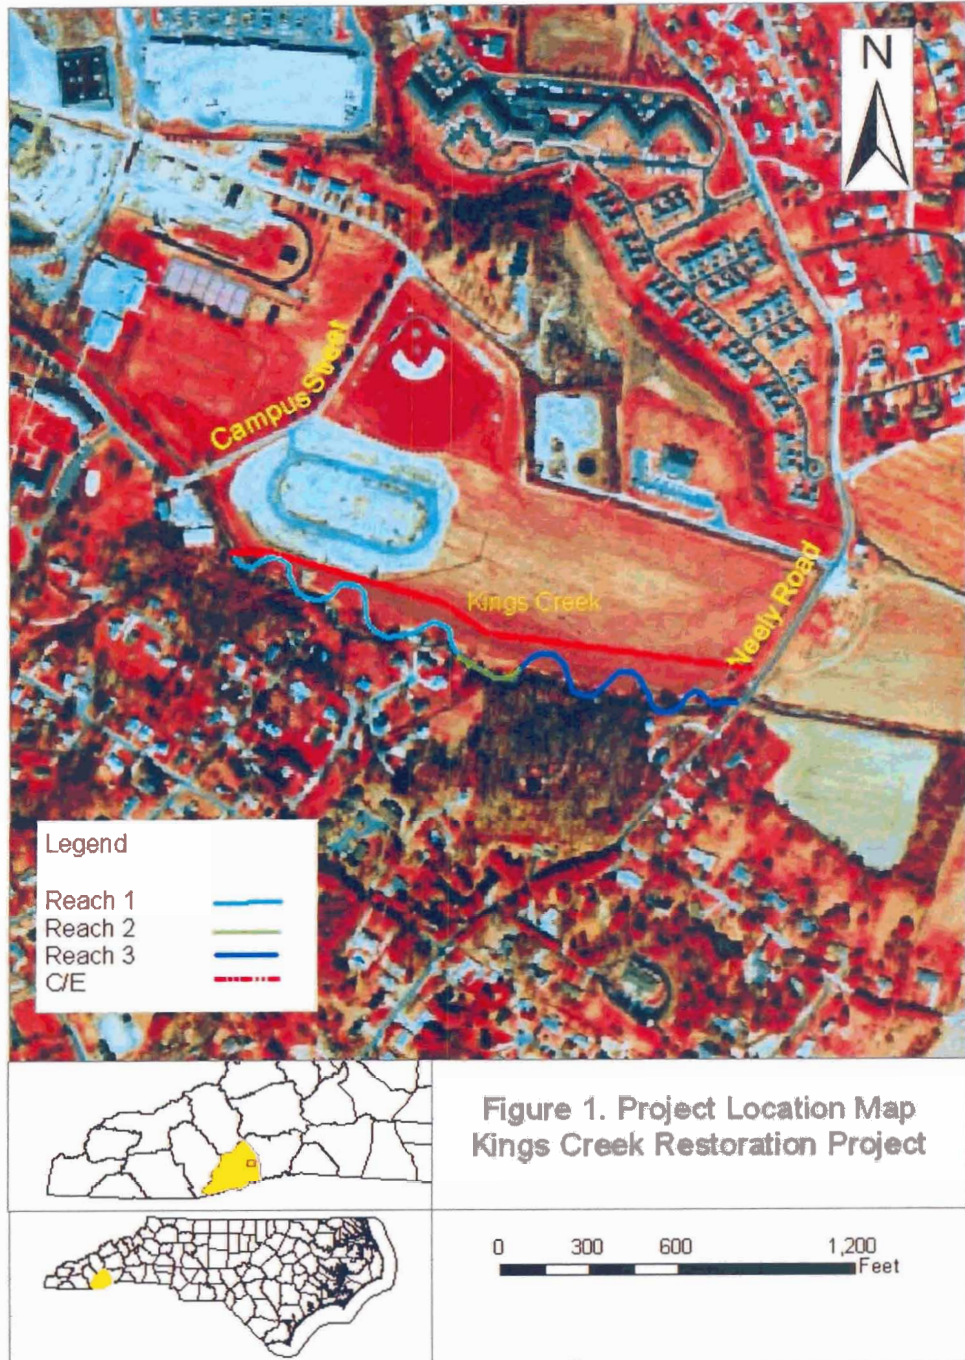 N
Campus Street
Kings Creek
Neely Road
Legend
Reach 1
Reach 2
Reach 3
C/E
Figure 1. Project Location Map
Kings Creek Restoration Project
0 300 600 1,200
Feet